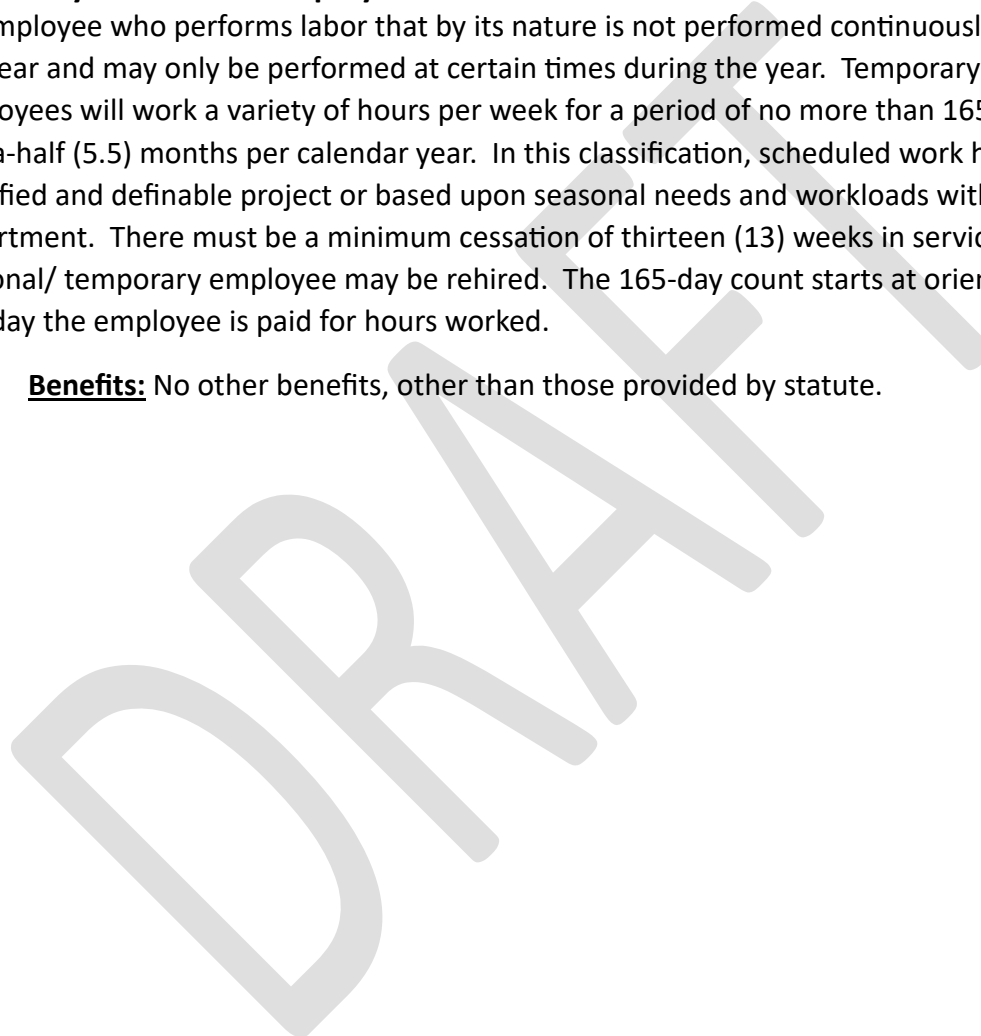 mployee who performs labor that by its nature is not performed continuousl
ear and may only be performed at certain times during the year. Temporary
oyees will work a variety of hours per week for a period of no more than 165
a-half (5.5) months per calendar year. In this classification, scheduled work h
fied and definable project or based upon seasonal needs and workloads wit
rtment. There must be a minimum cessation of thirteen (13) weeks in servic
onal/ temporary employee may be rehired. The 165-day count starts at orien
day the employee is paid for hours worked.
Benefits: No other benefits, other than those provided by statute.
DRAFT